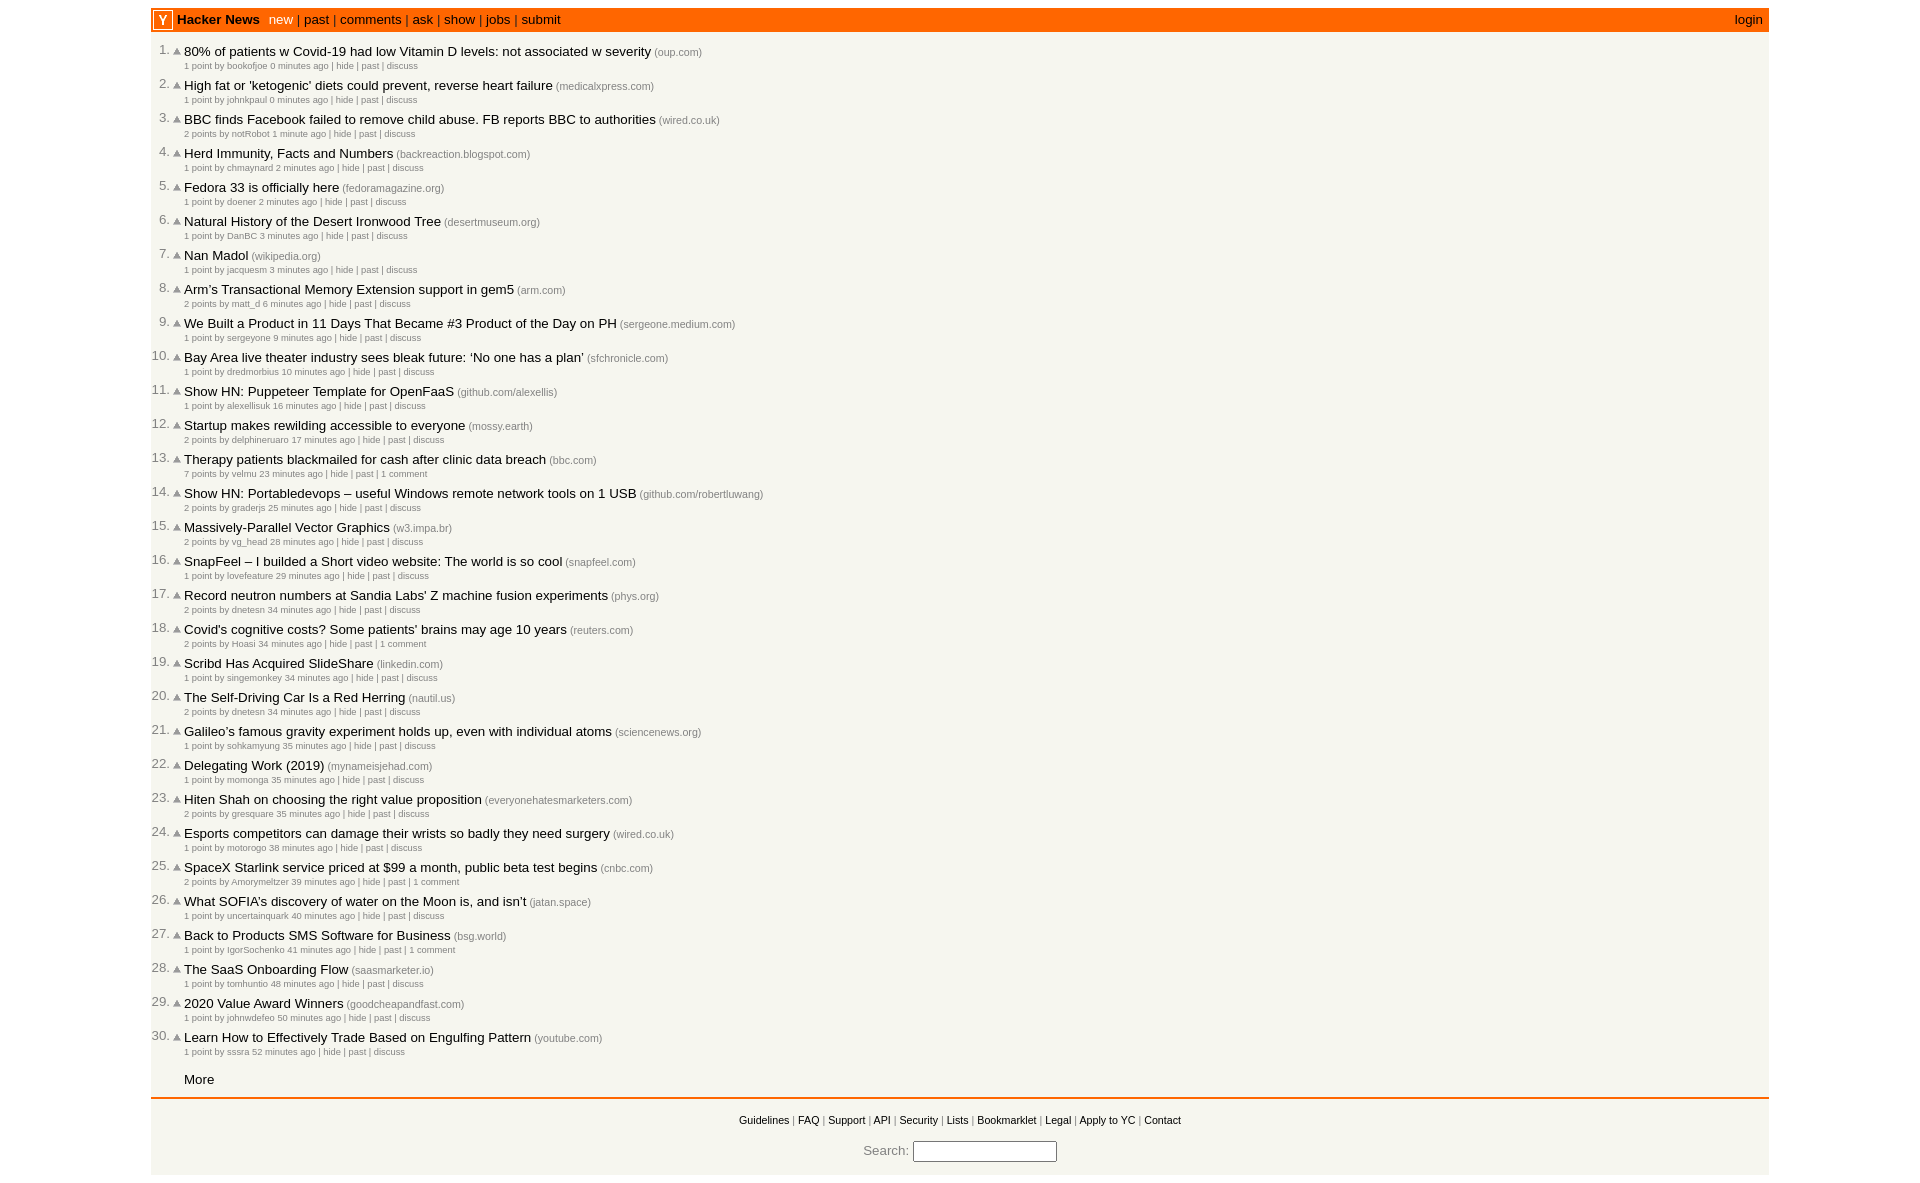 Y Hacker News new | past | comments | ask | show | jobs | submit login
1. 80% of patients w Covid-19 had low Vitamin D levels: not associated w severity (oup.com)
1 point by bookofjoe 0 minutes ago | hide | past | discuss
2. High fat or 'ketogenic' diets could prevent, reverse heart failure (medicalxpress.com)
1 point by johnkpaul 0 minutes ago | hide | past | discuss
3. BBC finds Facebook failed to remove child abuse. FB reports BBC to authorities (wired.co.uk)
2 points by notRobot 1 minute ago | hide | past | discuss
4. Herd Immunity, Facts and Numbers (backreaction.blogspot.com)
1 point by chmaynard 2 minutes ago | hide | past | discuss
5. Fedora 33 is officially here (fedoramagazine.org)
1 point by doener 2 minutes ago | hide | past | discuss
6. Natural History of the Desert Ironwood Tree (desertmuseum.org)
1 point by DanBC 3 minutes ago | hide | past | discuss
7. Nan Madol (wikipedia.org)
1 point by jacquesm 3 minutes ago | hide | past | discuss
8. Arm’s Transactional Memory Extension support in gem5 (arm.com)
2 points by matt_d 6 minutes ago | hide | past | discuss
9. We Built a Product in 11 Days That Became #3 Product of the Day on PH (sergeone.medium.com)
1 point by sergeyone 9 minutes ago | hide | past | discuss
10. Bay Area live theater industry sees bleak future: ‘No one has a plan’ (sfchronicle.com)
1 point by dredmorbius 10 minutes ago | hide | past | discuss
11. Show HN: Puppeteer Template for OpenFaaS (github.com/alexellis)
1 point by alexellisuk 16 minutes ago | hide | past | discuss
12. Startup makes rewilding accessible to everyone (mossy.earth)
2 points by delphineruaro 17 minutes ago | hide | past | discuss
13. Therapy patients blackmailed for cash after clinic data breach (bbc.com)
7 points by velmu 23 minutes ago | hide | past | 1 comment
14. Show HN: Portabledevops – useful Windows remote network tools on 1 USB (github.com/robertluwang)
2 points by graderjs 25 minutes ago | hide | past | discuss
15. Massively-Parallel Vector Graphics (w3.impa.br)
2 points by vg_head 28 minutes ago | hide | past | discuss
16. SnapFeel – I builded a Short video website: The world is so cool (snapfeel.com)
1 point by lovefeature 29 minutes ago | hide | past | discuss
17. Record neutron numbers at Sandia Labs' Z machine fusion experiments (phys.org)
2 points by dnetesn 34 minutes ago | hide | past | discuss
18. Covid's cognitive costs? Some patients' brains may age 10 years (reuters.com)
2 points by Hoasi 34 minutes ago | hide | past | 1 comment
19. Scribd Has Acquired SlideShare (linkedin.com)
1 point by singemonkey 34 minutes ago | hide | past | discuss
20. The Self-Driving Car Is a Red Herring (nautil.us)
2 points by dnetesn 34 minutes ago | hide | past | discuss
21. Galileo’s famous gravity experiment holds up, even with individual atoms (sciencenews.org)
1 point by sohkamyung 35 minutes ago | hide | past | discuss
22. Delegating Work (2019) (mynameisjehad.com)
1 point by momonga 35 minutes ago | hide | past | discuss
23. Hiten Shah on choosing the right value proposition (everyonehatesmarketers.com)
2 points by gresquare 35 minutes ago | hide | past | discuss
24. Esports competitors can damage their wrists so badly they need surgery (wired.co.uk)
1 point by motorogo 38 minutes ago | hide | past | discuss
25. SpaceX Starlink service priced at $99 a month, public beta test begins (cnbc.com)
2 points by Amorymeltzer 39 minutes ago | hide | past | 1 comment
26. What SOFIA’s discovery of water on the Moon is, and isn’t (jatan.space)
1 point by uncertainquark 40 minutes ago | hide | past | discuss
27. Back to Products SMS Software for Business (bsg.world)
1 point by IgorSochenko 41 minutes ago | hide | past | 1 comment
28. The SaaS Onboarding Flow (saasmarketer.io)
1 point by tomhuntio 48 minutes ago | hide | past | discuss
29. 2020 Value Award Winners (goodcheapandfast.com)
1 point by johnwdefeo 50 minutes ago | hide | past | discuss
30. Learn How to Effectively Trade Based on Engulfing Pattern (youtube.com)
1 point by sssra 52 minutes ago | hide | past | discuss
More
Guidelines | FAQ | Support | API | Security | Lists | Bookmarklet | Legal | Apply to YC | Contact
Search: